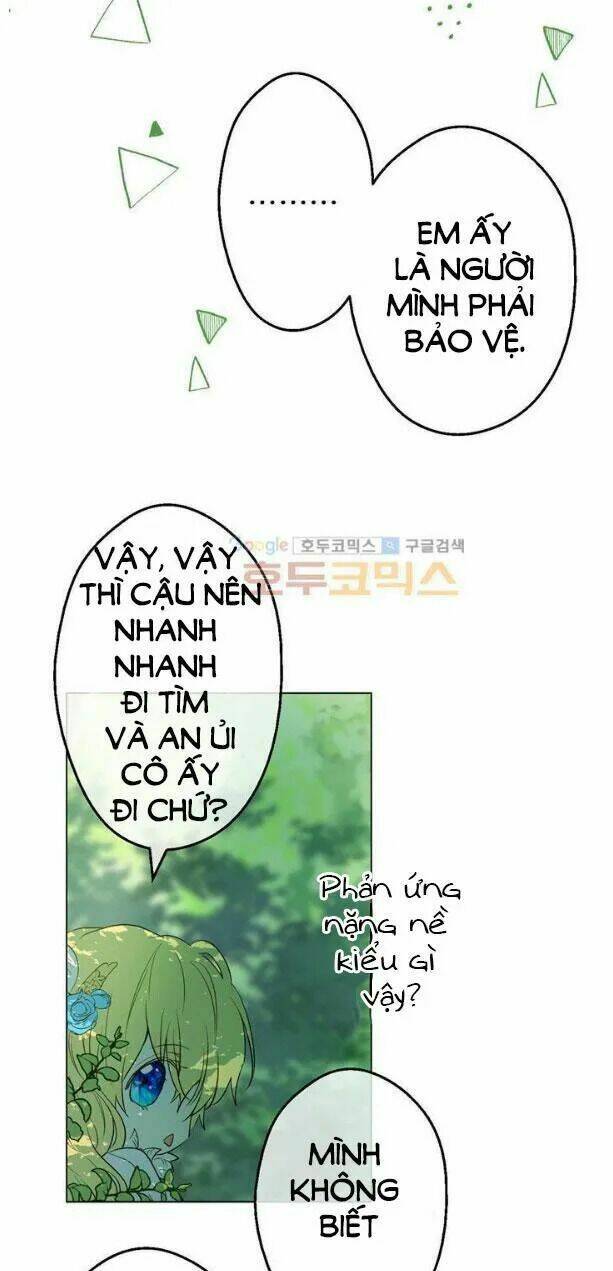 .........
EM ẤY
LÀ NGƯỜI
MÌNH PHẢI
BẢO VỆ.
Google 호두코믹스 구글검색
호두코믹스
VẬY, VẬY
THÌ CẬU NÊN
NHANH
NHANH
ĐI TÌM
VÀ AN ỦI
CÔ ẤY
ĐI CHỨ?
Phản ứng
nặng nề
kiểu gì
vậy?
MÌNH
KHÔNG
BIẾT